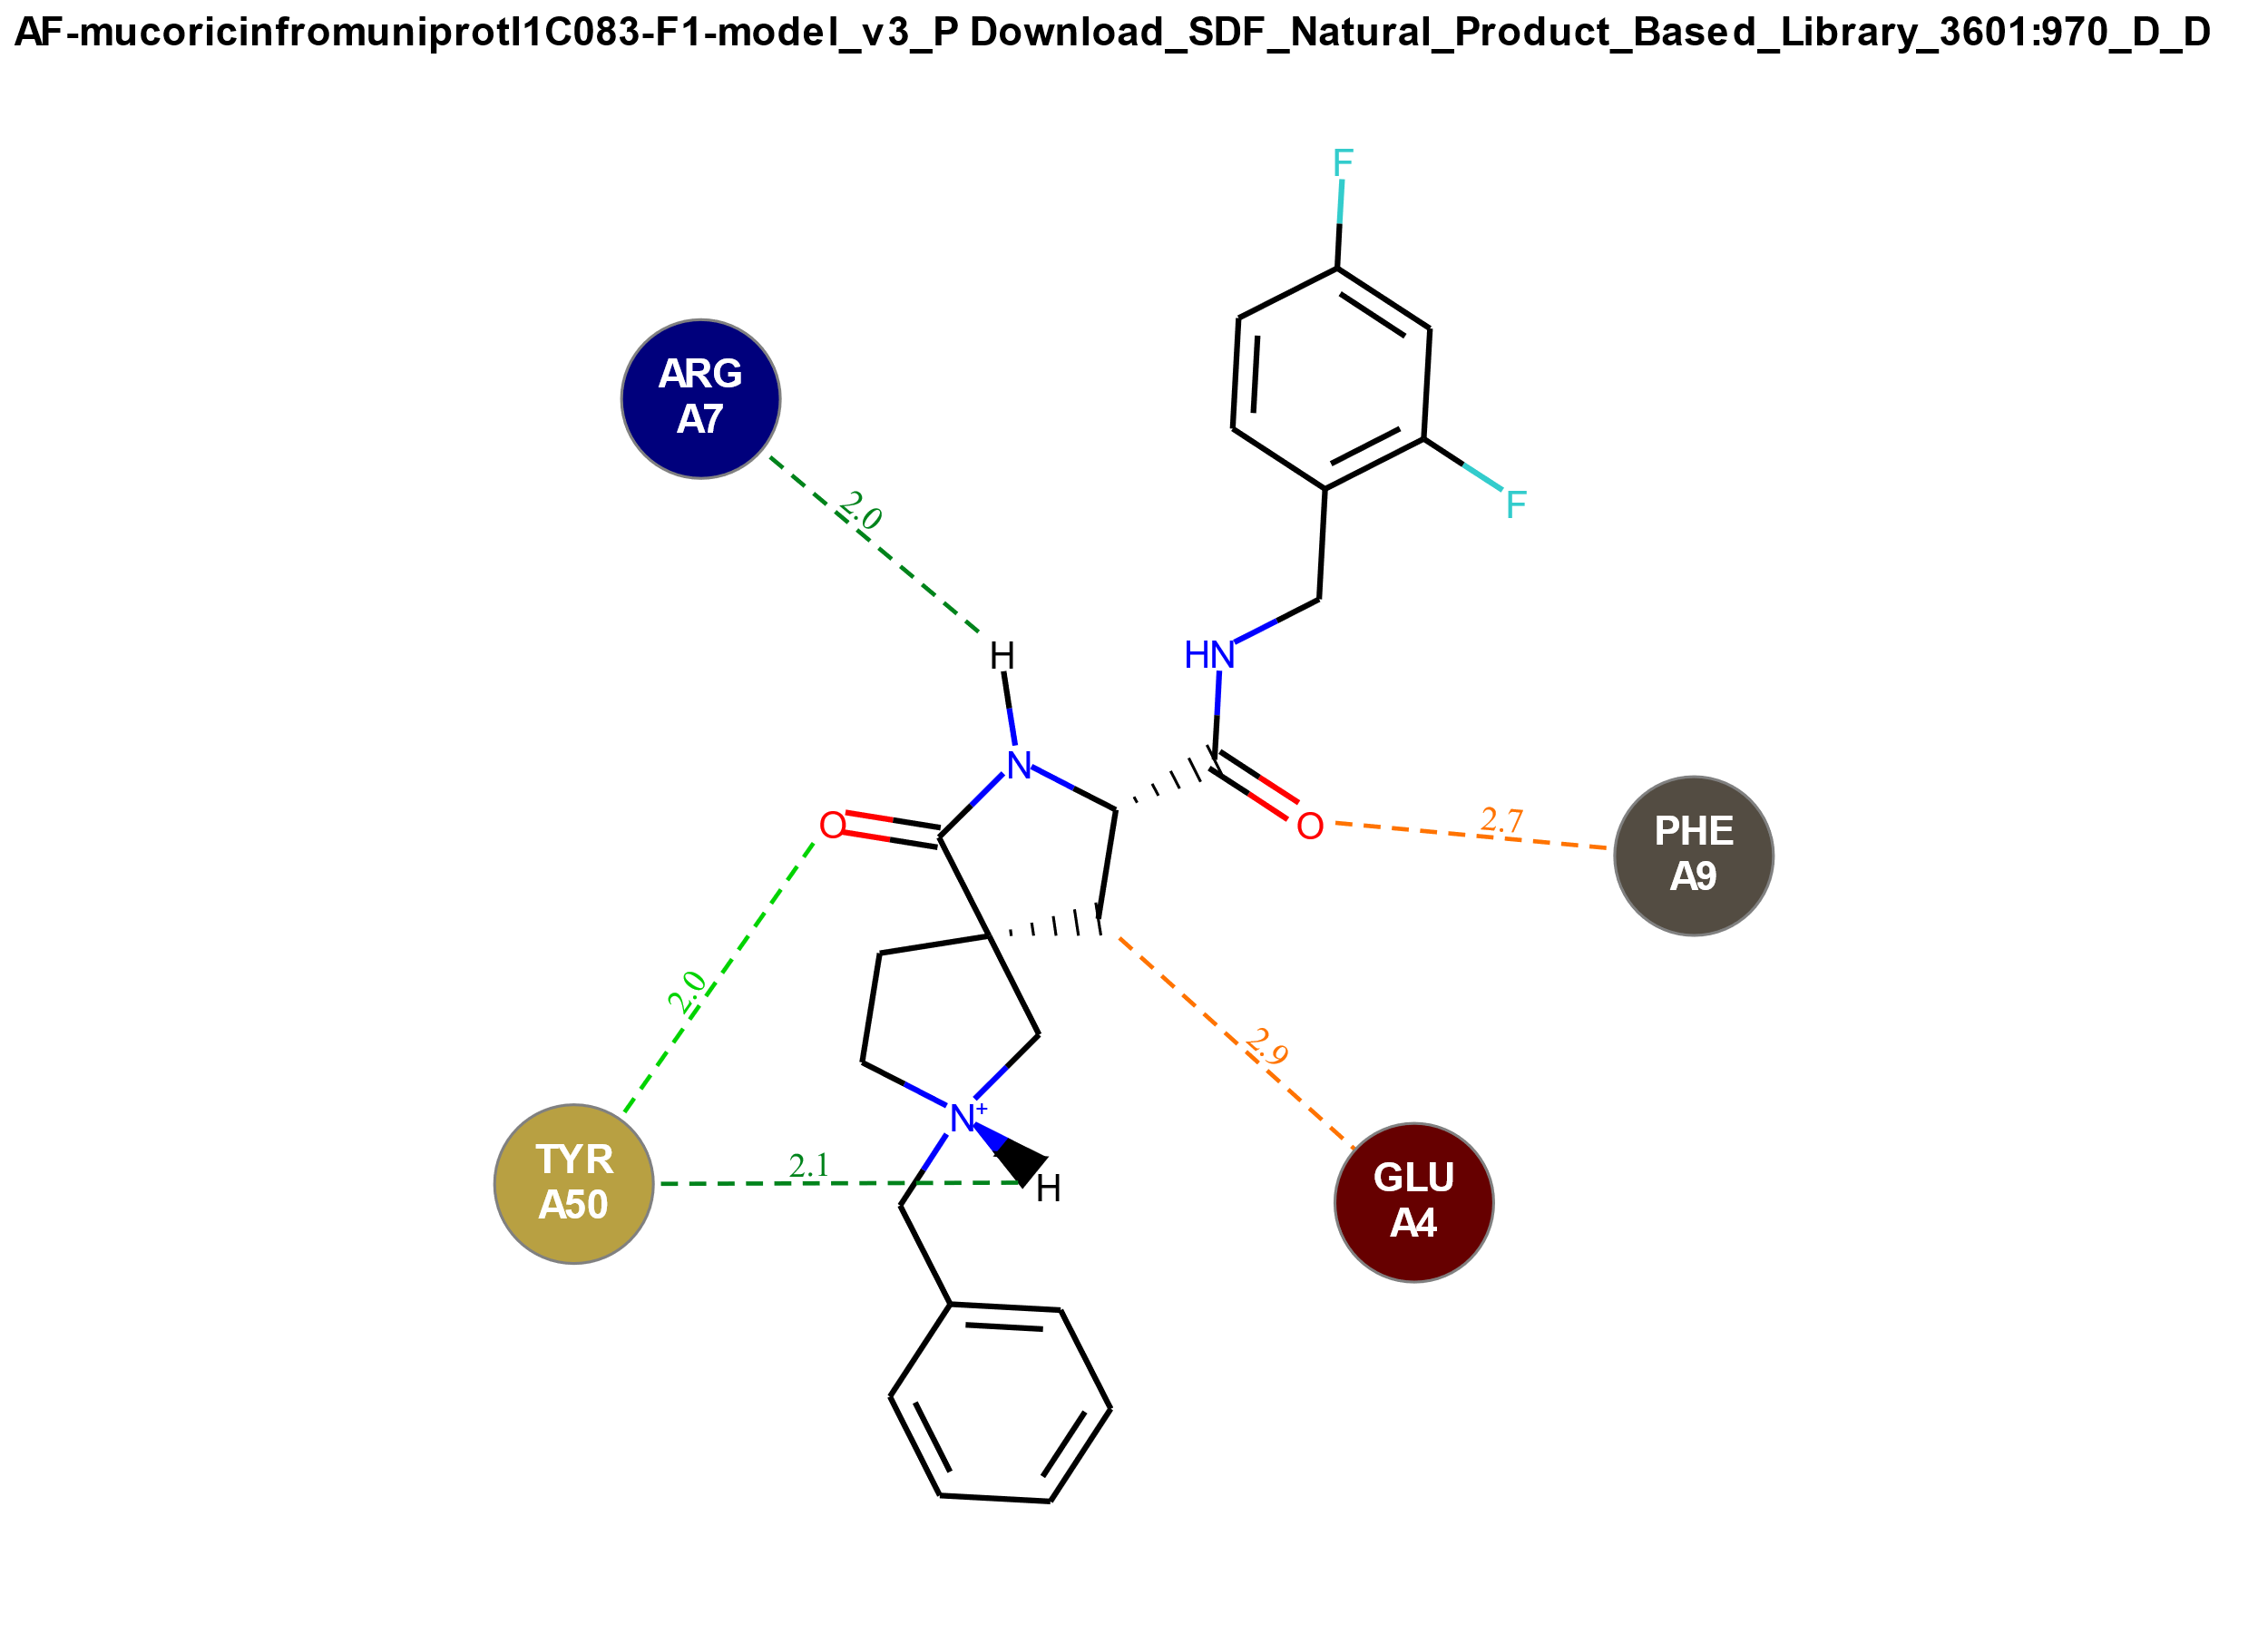 AF-mucoricinfromuniprotI1C083-F1-model_v3_P Download_SDF_Natural_Product_Based_Library_3601:970_D_D
F
ARG
A7
2.0
F
H
HN
N
O
O
2.7
PHE
A9
2.0
2.9
N+
TYR
A50
2.1
H
GLU
A4